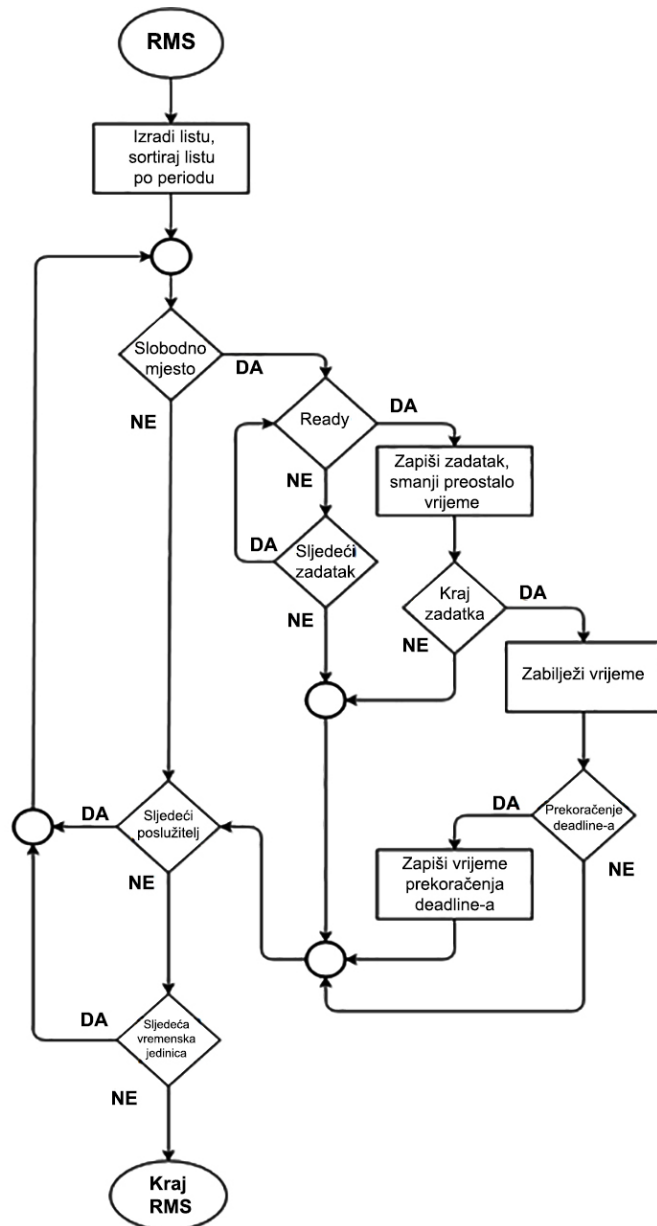 RMS
Izradi listu,
sortiraj listu
po periodu
Slobodno
mjesto
DA
NE
Ready
DA
NE
Zapiši zadatak,
smanji preostalo
vrijeme
Sljedeći
zadatak
DA
NE
Kraj
zadatka
DA
NE
Zabilježi vrijeme
Prekoračenje
deadline-a
DA
NE
Zapiši vrijeme
prekoračenja
deadline-a
Sljedeći
poslužitelj
DA
NE
Sljedeća
vremenska
jedinica
DA
NE
Kraj
RMS